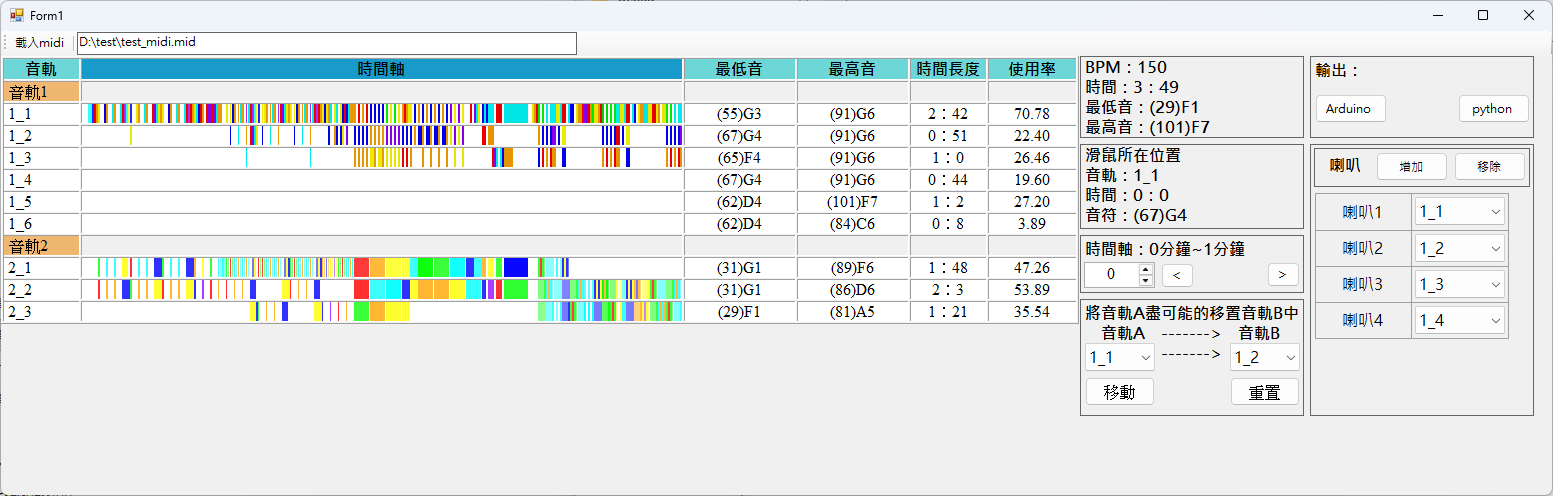 Form1
載入midi D:\test\test_midi.mid
音軌 時間軸 最低音 最高音 時間長度 使用率
音軌1
1_1 (55)G3 (91)G6 2：42 70.78
1_2 (67)G4 (91)G6 0：51 22.40
1_3 (65)F4 (91)G6 1：0 26.46
1_4 (67)G4 (91)G6 0：44 19.60
1_5 (62)D4 (101)F7 1：2 27.20
1_6 (62)D4 (84)C6 0：8 3.89
音軌2
2_1 (31)G1 (89)F6 1：48 47.26
2_2 (31)G1 (86)D6 2：3 53.89
2_3 (29)F1 (81)A5 1：21 35.54
BPM：150
時間：3：49
最低音：(29)F1
最高音：(101)F7
滑鼠所在位置
音軌：1_1
時間：0：0
音符：(67)G4
時間軸：0分鐘~1分鐘
0 < >
將音軌A盡可能的移置音軌B中
音軌A -------> 音軌B
1_1 -------> 1_2
移動 重置
輸出：
Arduino python
喇叭 增加 移除
喇叭1 1_1
喇叭2 1_2
喇叭3 1_3
喇叭4 1_4